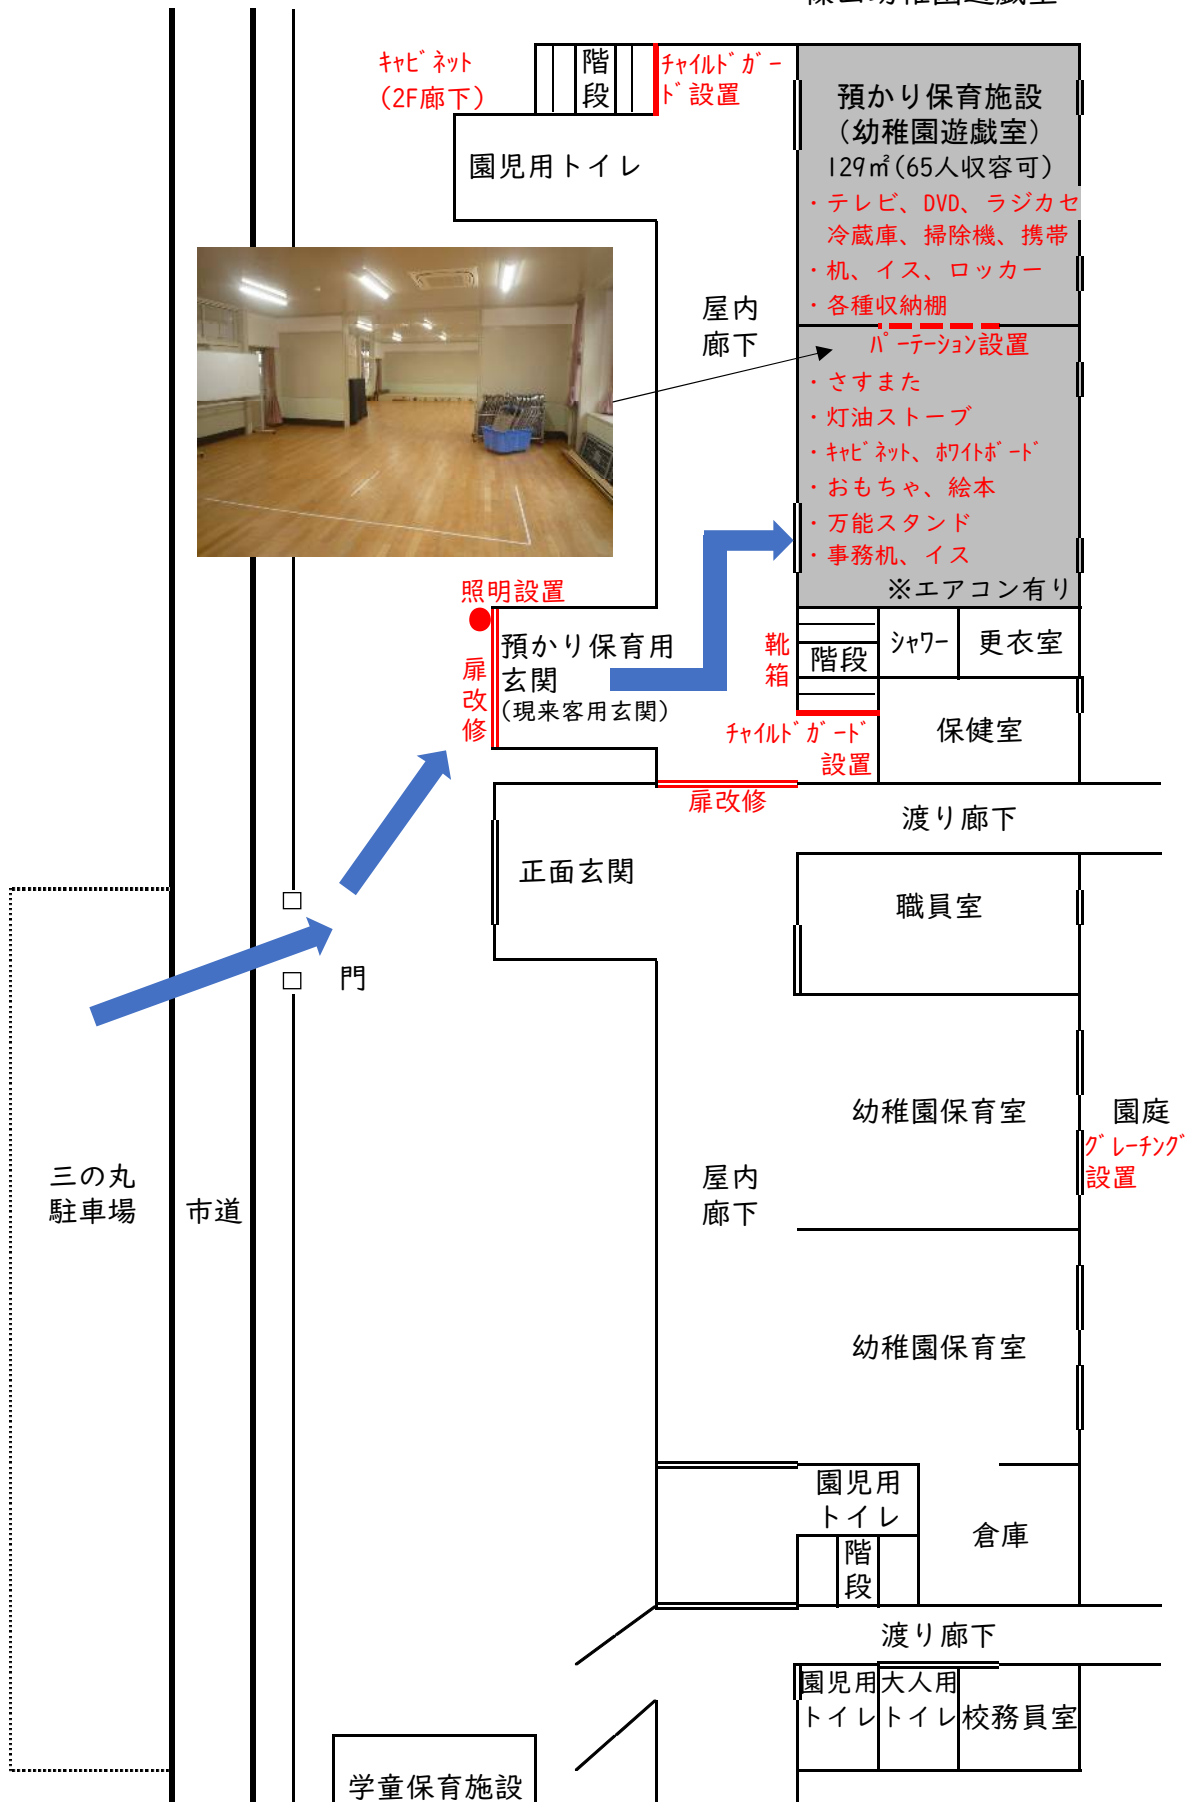 キャビネット
(2F廊下)
階
段
チャイルドガー
ド設置
園児用トイレ
預かり保育施設
(幼稚園遊戯室)
129㎡(65人収容可)
・テレビ、DVD、ラジカセ
冷蔵庫、掃除機、携帯
・机、イス、ロッカー
・各種収納棚
屋内
廊下
パーテーション設置
・さすまた
・灯油ストーブ
・キャビネット、ホワイトボード
・おもちゃ、絵本
・万能スタンド
・事務机、イス
※エアコン有り
照明設置
扉
改
修
預かり保育用
玄関
(現来客用玄関)
靴
箱
階段
シャワー
更衣室
チャイルドガード
設置
保健室
扉改修
渡り廊下
正面玄関
職員室
門
幼稚園保育室
園庭
グレーチング
設置
三の丸
駐車場
市道
屋内
廊下
幼稚園保育室
園児用
トイレ
階
段
倉庫
渡り廊下
園児用
トイレ
大人用
トイレ
校務員室
学童保育施設